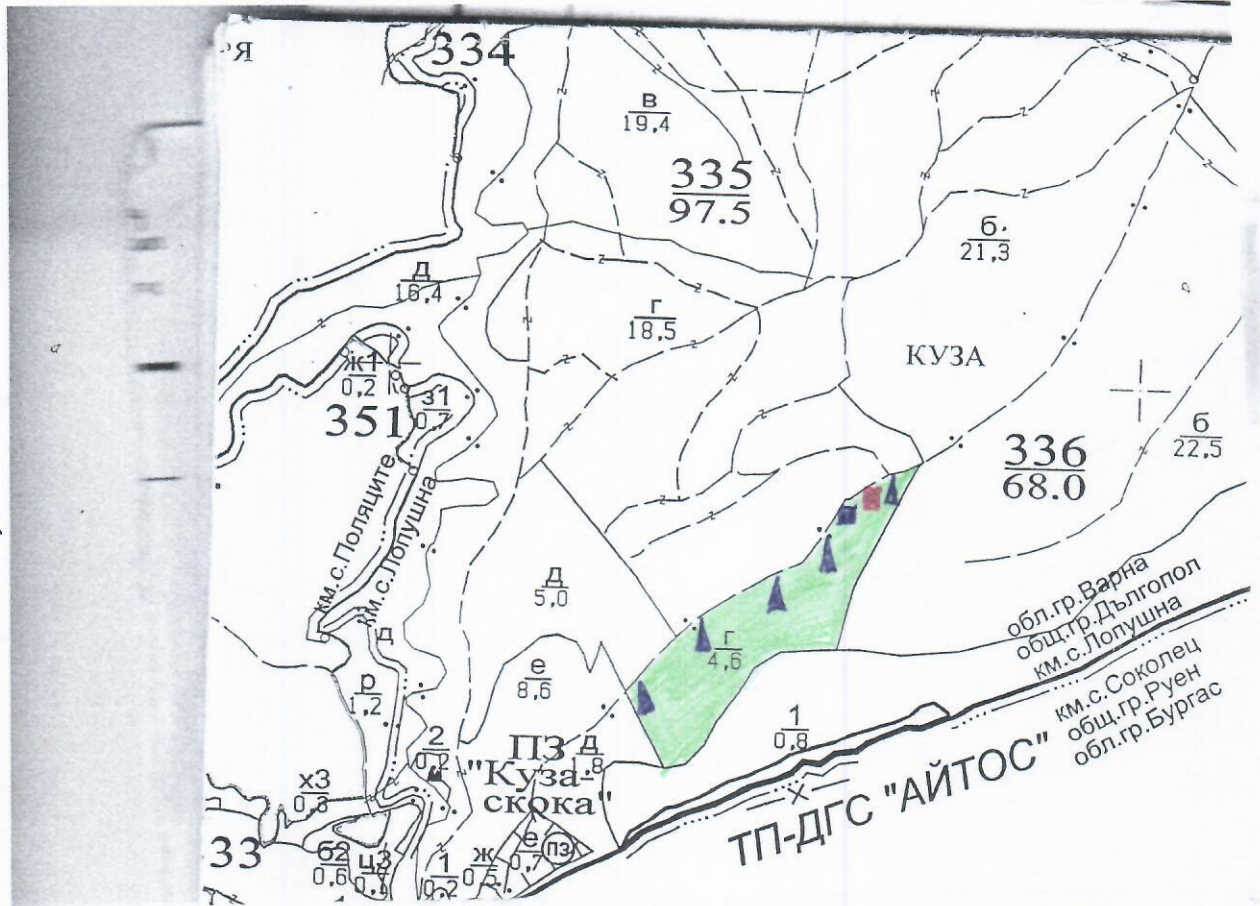 РЯ
334
в
19,4
335
97.5
б
21,3
д
16,4
г
18,5
КУЗА
ж1
0,2
з1
0,7
351
б
22,5
336
68.0
км.с.Поляците
км.с.Лопушна
д
5,0
обл.гр.Варна
общ.гр.Дългопол
км.с.Лопушна
км.с.Соколец
общ.гр.Руен
обл.гр.Бургас
д
г
4,6
е
8,6
р
1,2
1
0,8
2
0,2
ПЗ
"Куза-
скока"
д
1,8
х3
0,3
ТП-ДГС "АЙТОС"
33
б2
0,6
ц3
1
0,2
ж
0,5
е
0,7
ПЗ